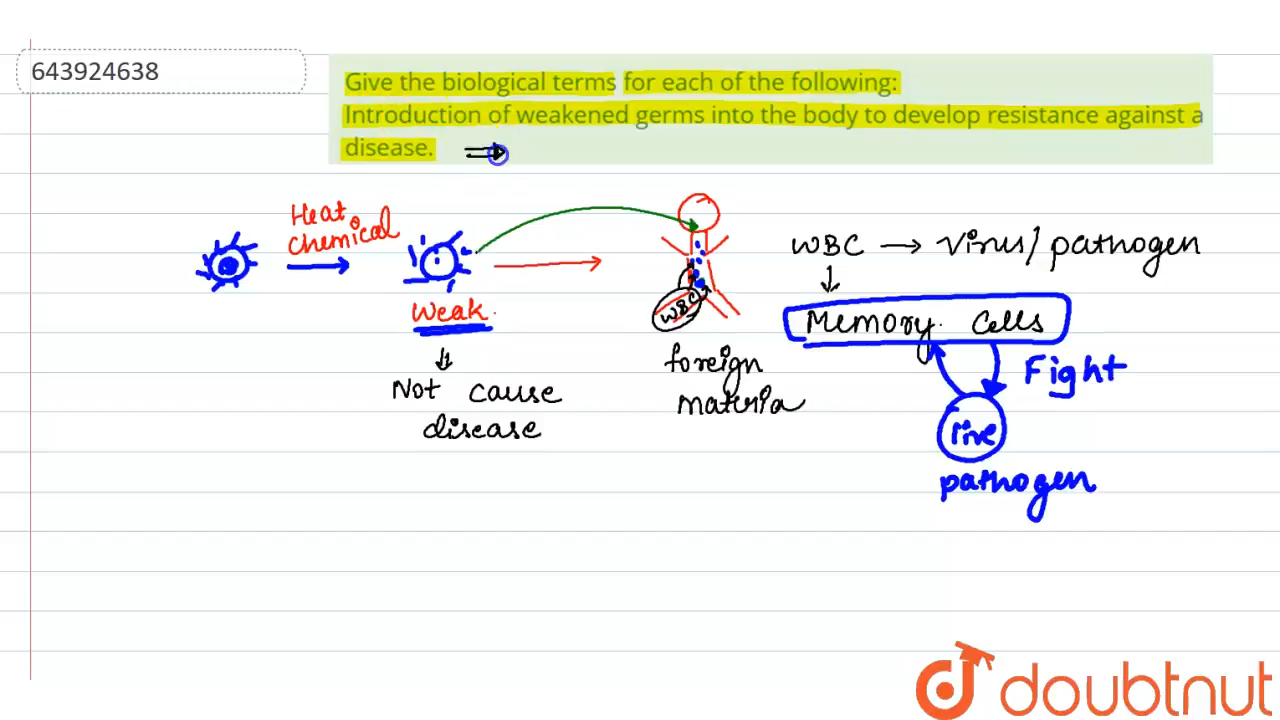 643924638
Give the biological terms for each of the following:
Introduction of weakened germs into the body to develop resistance against a
disease.
Heat
chemical
Weak.
Not cause
disease
WBC
foreign
materia
WBC → Virus/pathogen
Memory. Cells
Fight
live
pathogen
doubtnut